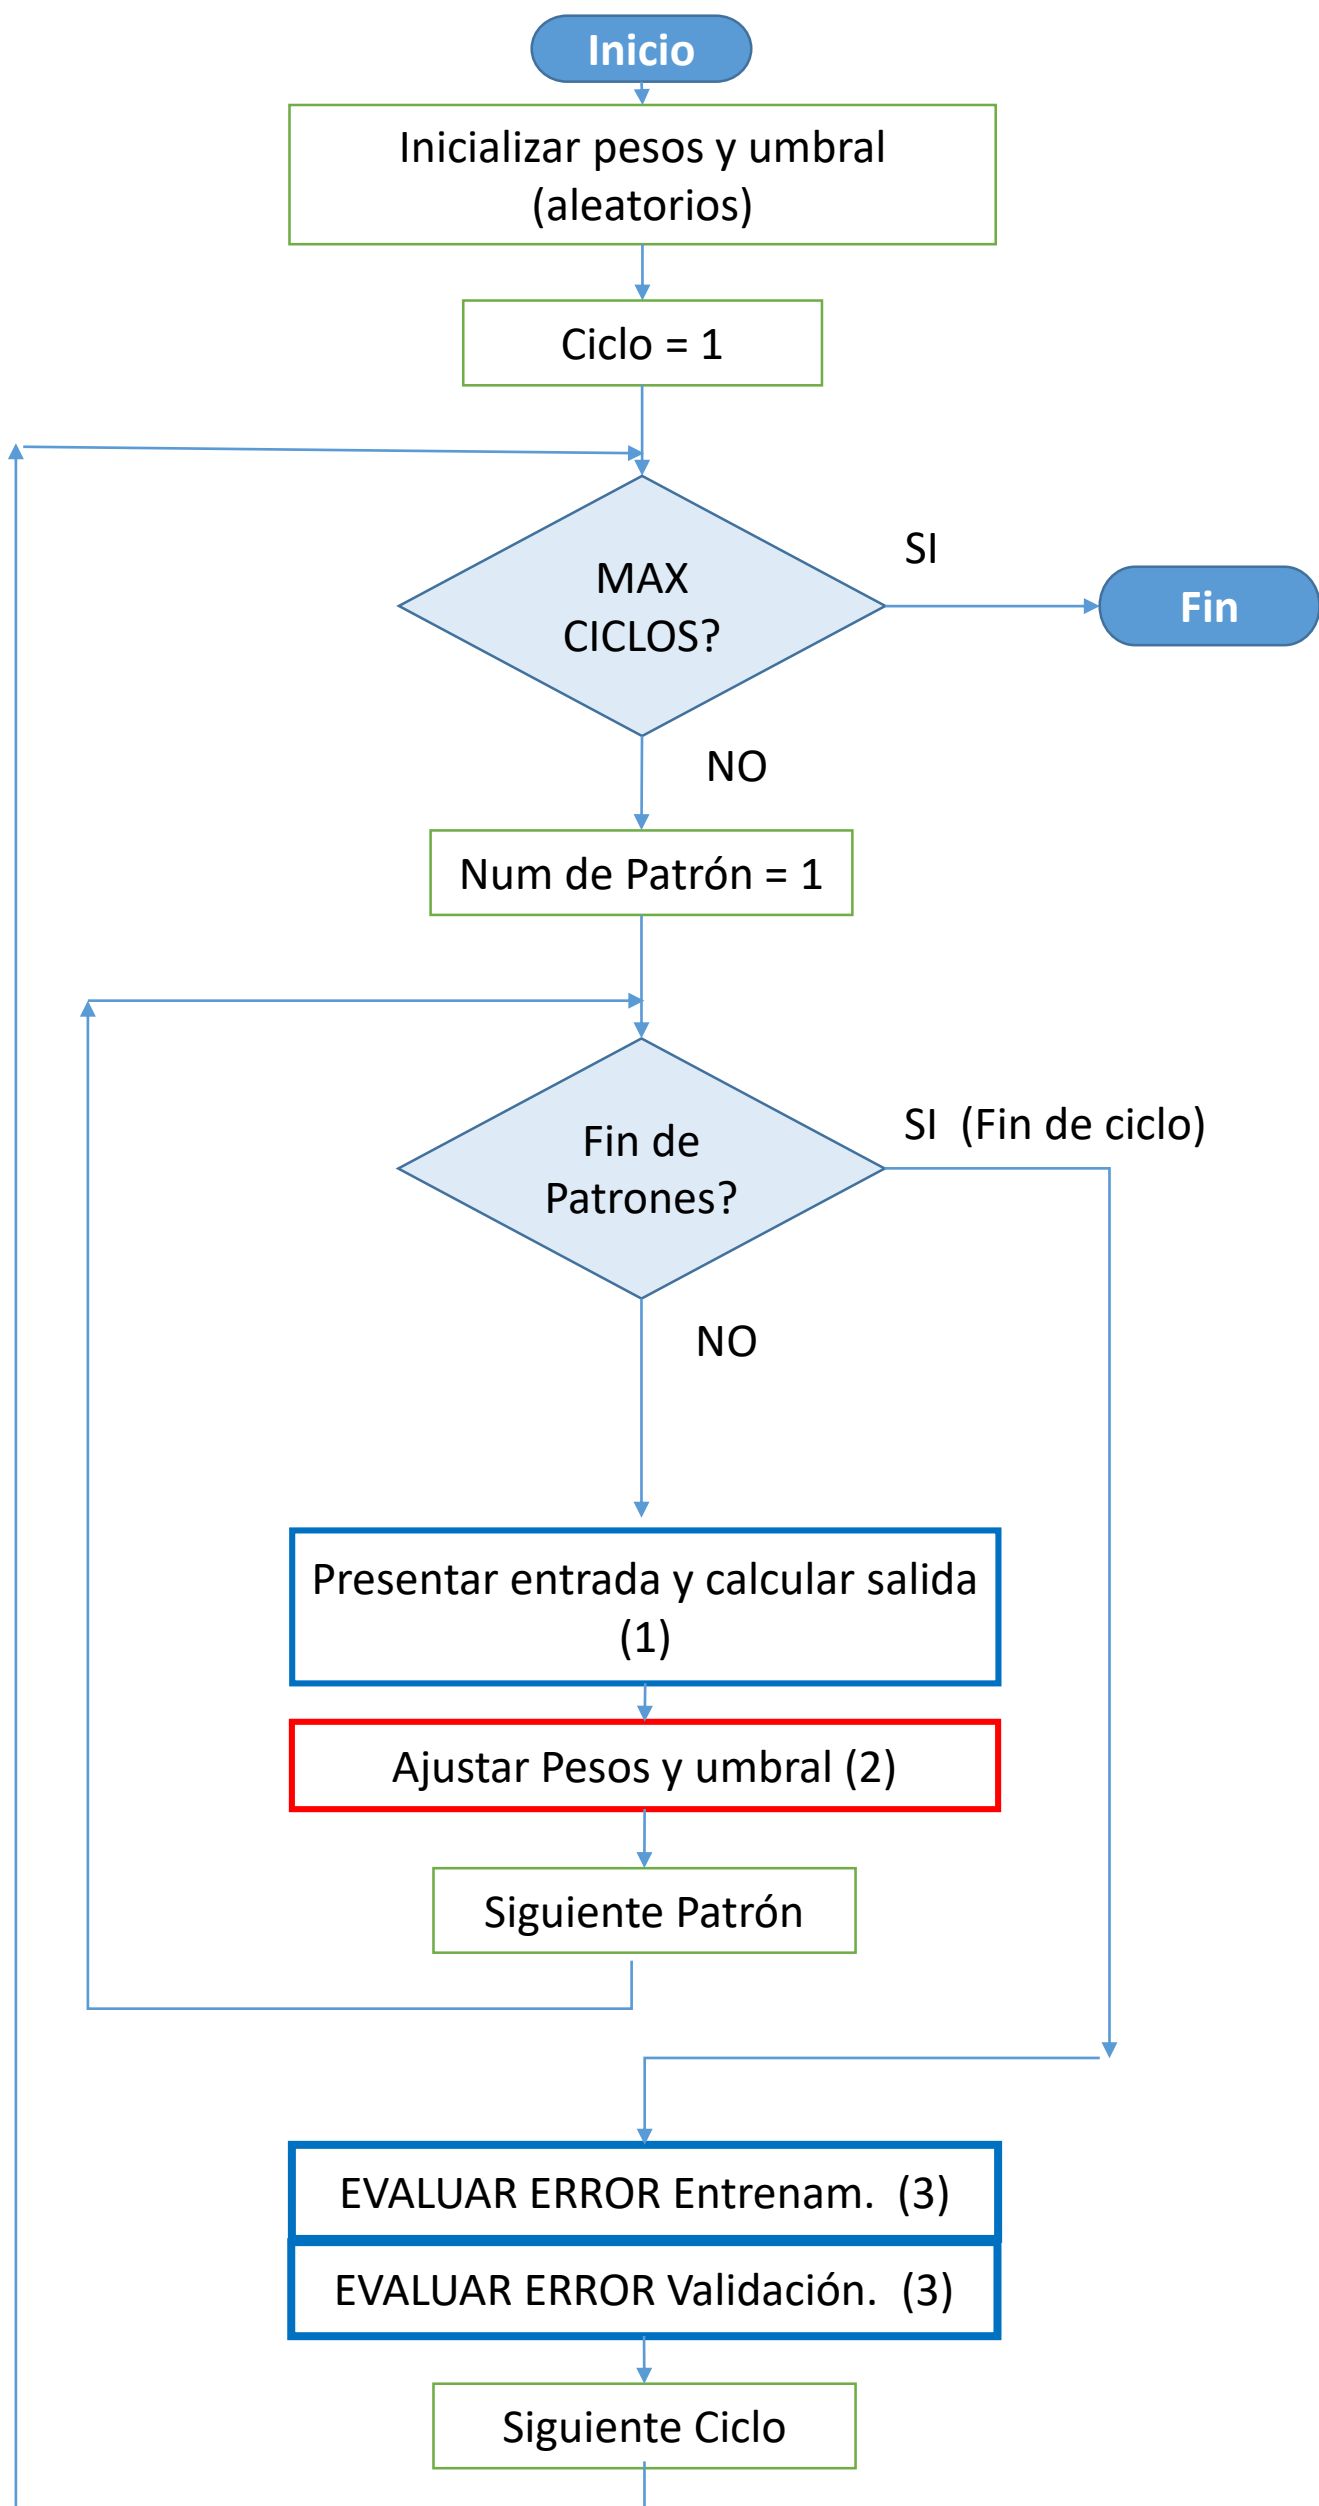 Inicio
Inicializar pesos y umbral
(aleatorios)
Ciclo = 1
MAX
CICLOS?
SI
Fin
NO
Num de Patrón = 1
Fin de
Patrones?
SI  (Fin de ciclo)
NO
Presentar entrada y calcular salida
(1)
Ajustar Pesos y umbral (2)
Siguiente Patrón
EVALUAR ERROR Entrenam.  (3)
EVALUAR ERROR Validación.  (3)
Siguiente Ciclo